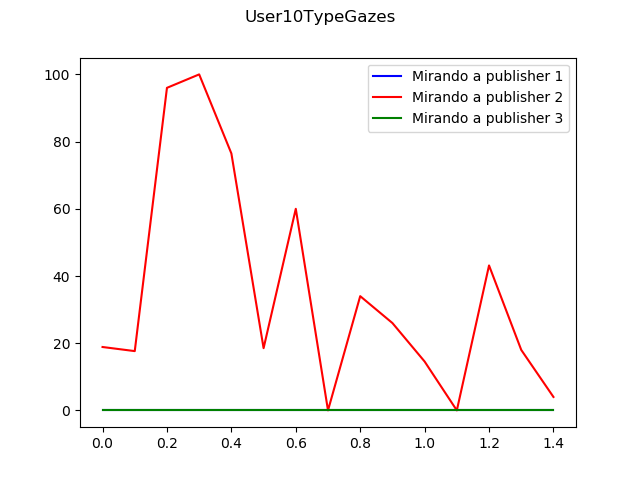 User10TypeGazes
Mirando a publisher 1
Mirando a publisher 2
Mirando a publisher 3
100
80
60
40
20
0
0.0 0.2 0.4 0.6 0.8 1.0 1.2 1.4